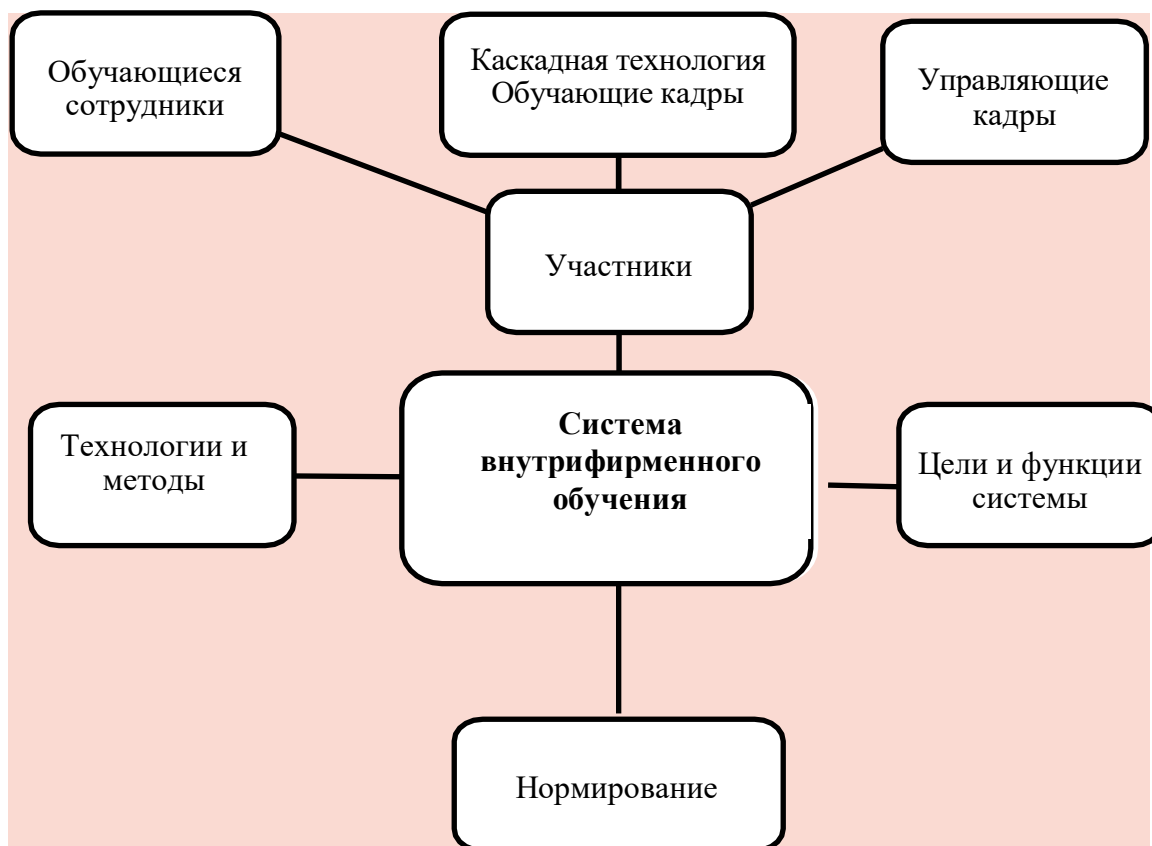 Обучающиеся
сотрудники
Каскадная технология
Обучающие кадры
Управляющие
кадры
Участники
Технологии и
методы
Система
внутрифирменного
обучения
Цели и функции
системы
Нормирование